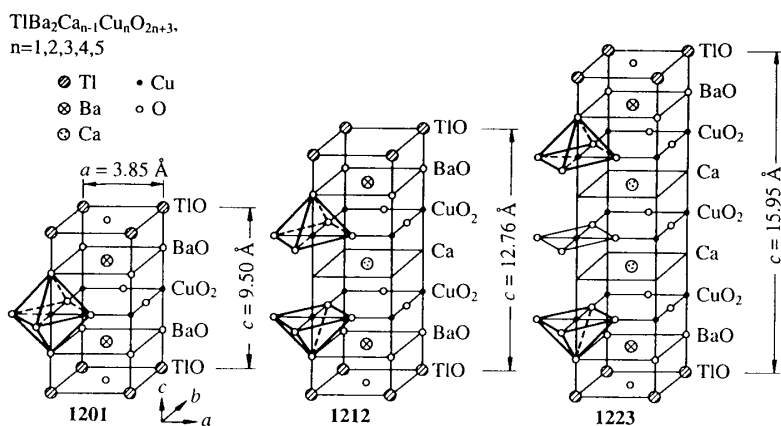 TlBa₂Caₙ₋₁CuₙO₂ₙ₊₃,
n=1,2,3,4,5
Tl
Cu
Ba
O
Ca
a = 3.85 Å
TlO
BaO
CuO₂
BaO
TlO
c = 9.50 Å
1201
c
b
a
TlO
BaO
CuO₂
Ca
CuO₂
BaO
TlO
c = 12.76 Å
1212
TlO
BaO
CuO₂
Ca
CuO₂
Ca
CuO₂
BaO
TlO
c = 15.95 Å
1223